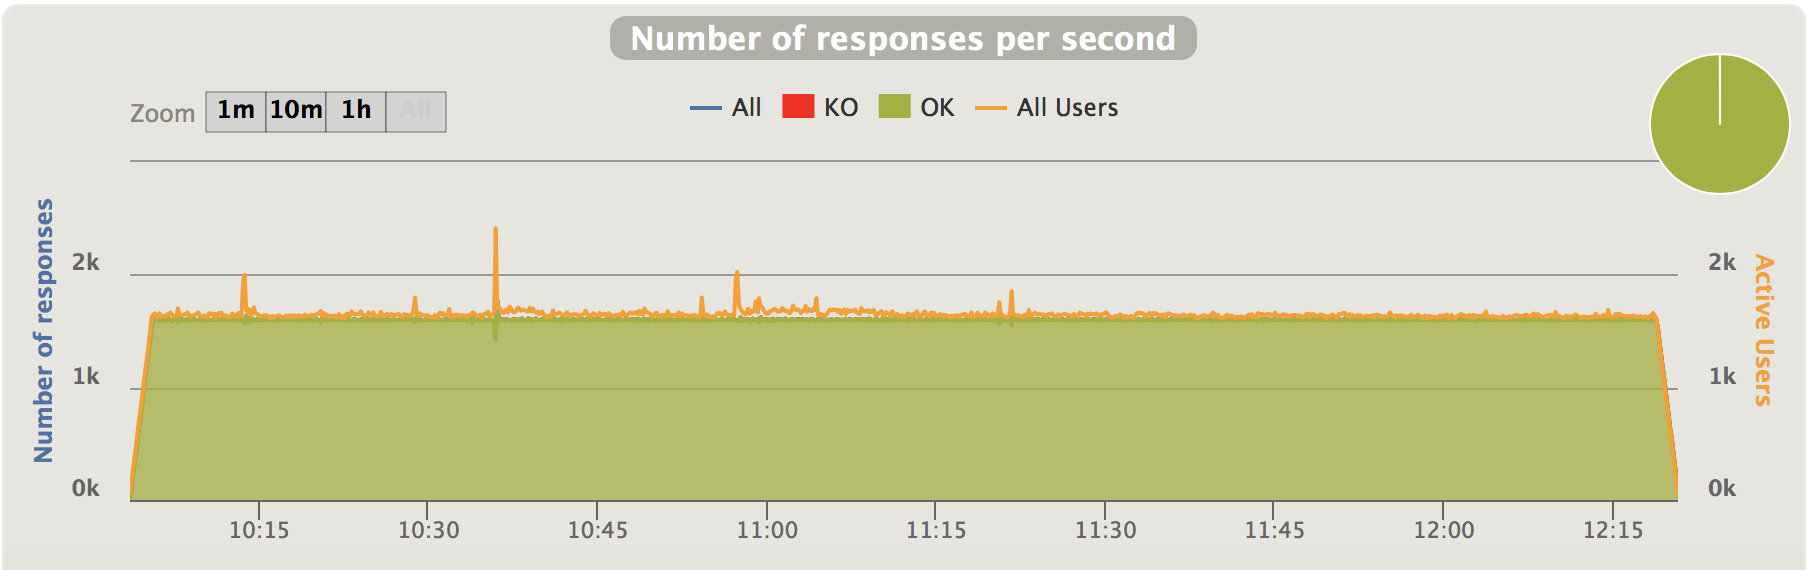 Number of responses per second
Zoom 1m 10m 1h All
All KO OK All Users
Number of responses
2k
1k
0k
Active Users
2k
1k
0k
10:15 10:30 10:45 11:00 11:15 11:30 11:45 12:00 12:15